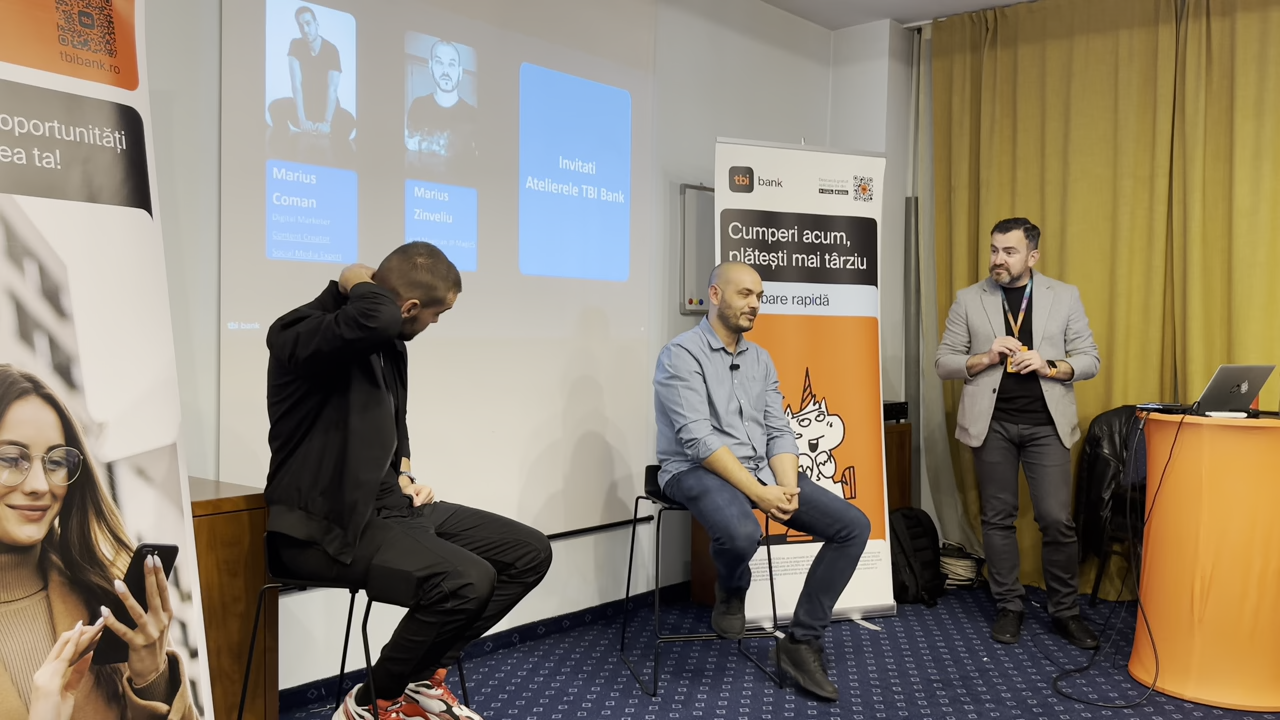 tbi
tbibank.ro
oportunități
ea ta!
Marius
Coman
Digital Marketer
Content Creator
Social Media Expert
Marius
Zinveliu
Invitati
Atelierele TBI Bank
tbi bank
tbi bank
Cumperi acum,
plătești mai târziu
bare rapidă